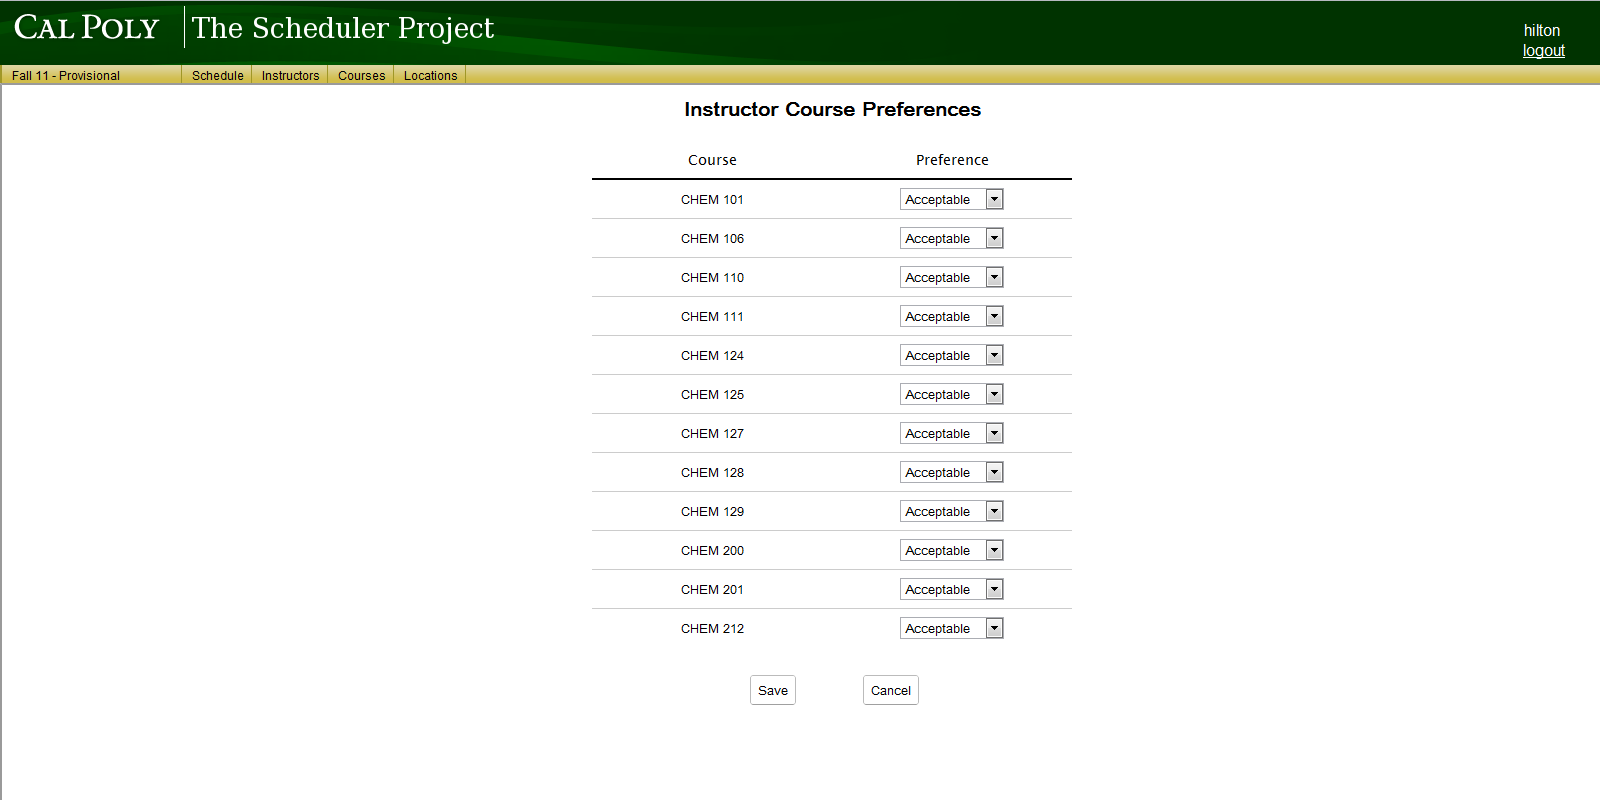 CAL POLY The Scheduler Project
hilton
logout
Fall 11 - Provisional Schedule Instructors Courses Locations
Instructor Course Preferences
Course Preference
CHEM 101 Acceptable
CHEM 106 Acceptable
CHEM 110 Acceptable
CHEM 111 Acceptable
CHEM 124 Acceptable
CHEM 125 Acceptable
CHEM 127 Acceptable
CHEM 128 Acceptable
CHEM 129 Acceptable
CHEM 200 Acceptable
CHEM 201 Acceptable
CHEM 212 Acceptable
Save Cancel